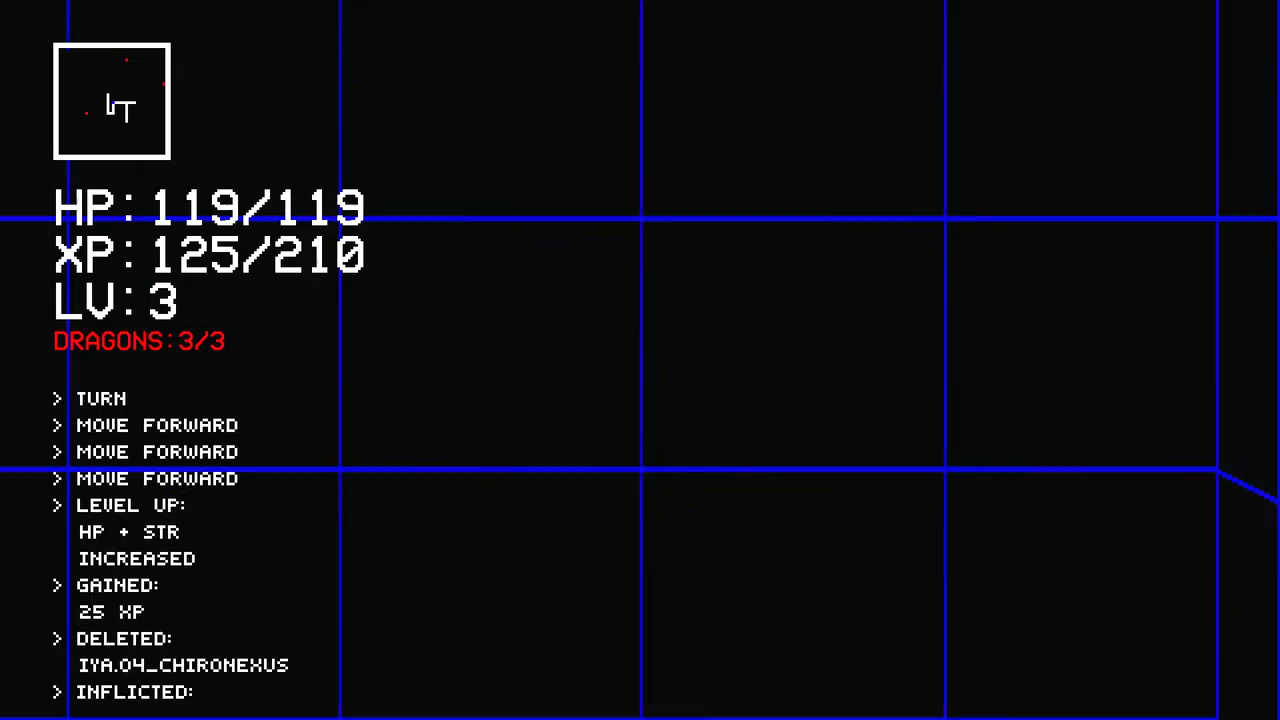 HP:119/119
XP:125/210
LV:3
DRAGONS:3/3
> TURN
> MOVE FORWARD
> MOVE FORWARD
> MOVE FORWARD
> LEVEL UP:
HP + STR
INCREASED
> GAINED:
25 XP
> DELETED:
IYA.04_CHIRONEXUS
> INFLICTED: